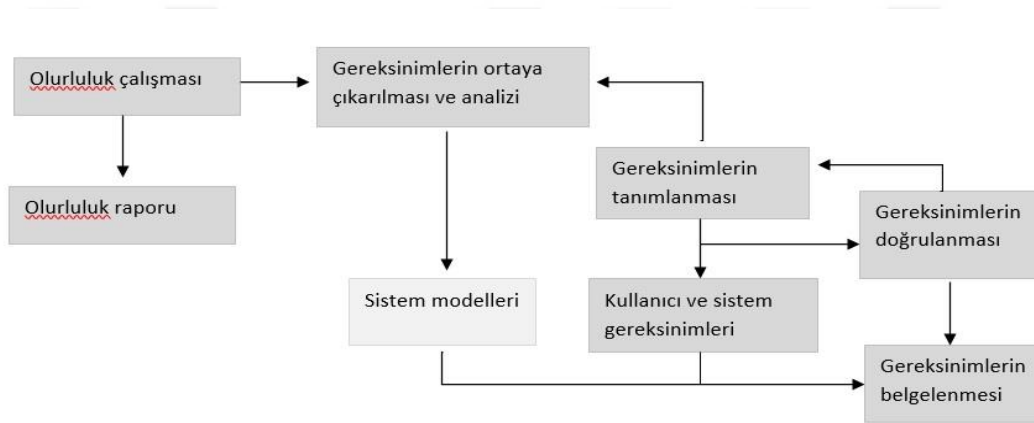 Olurluluk çalışması
Gereksinimlerin ortaya
çıkarılması ve analizi
Olurluluk raporu
Gereksinimlerin
tanımlanması
Gereksinimlerin
doğrulanması
Sistem modelleri
Kullanıcı ve sistem
gereksinimleri
Gereksinimlerin
belgelenmesi